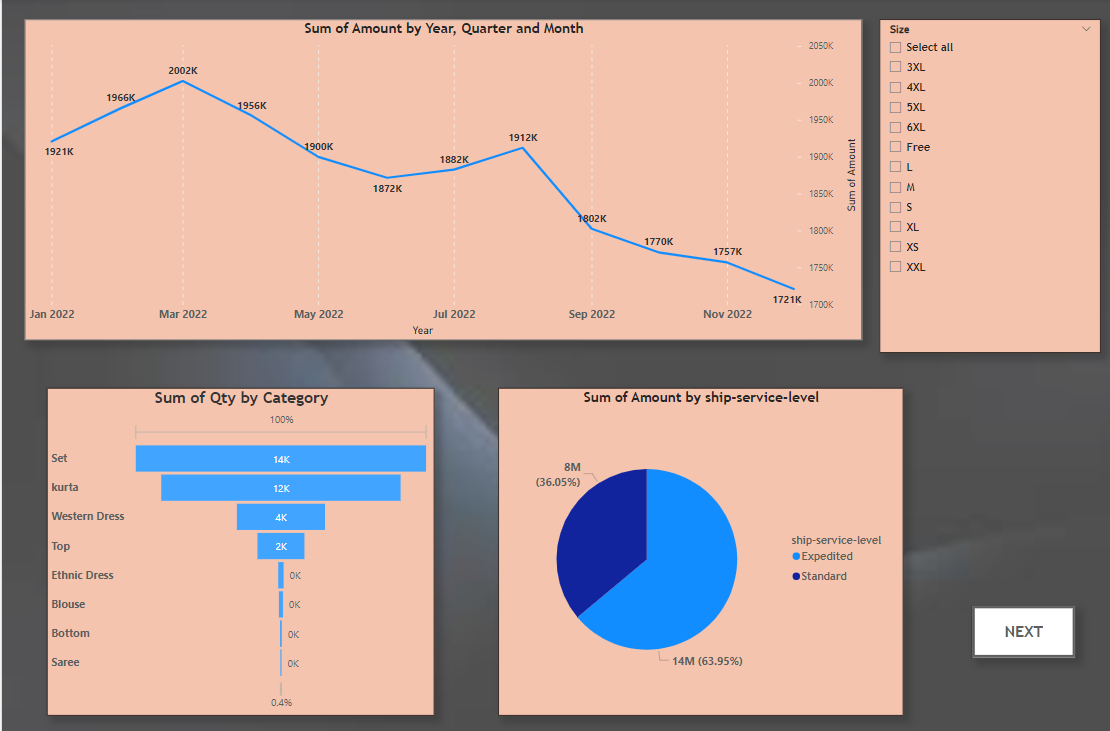 Sum of Amount by Year, Quarter and Month
2050K
2000K
1950K
1900K
1850K
1800K
1750K
1700K
Sum of Amount
1921K
1966K
2002K
1956K
1900K
1872K
1882K
1912K
1802K
1770K
1757K
1721K
Jan 2022
Mar 2022
May 2022
Jul 2022
Sep 2022
Nov 2022
Year
Size
Select all
3XL
4XL
5XL
6XL
Free
L
M
S
XL
XS
XXL
Sum of Qty by Category
100%
Set 14K
kurta 12K
Western Dress 4K
Top 2K
Ethnic Dress 0K
Blouse 0K
Bottom 0K
Saree 0K
0.4%
Sum of Amount by ship-service-level
8M
(36.05%)
14M (63.95%)
ship-service-level
Expedited
Standard
NEXT